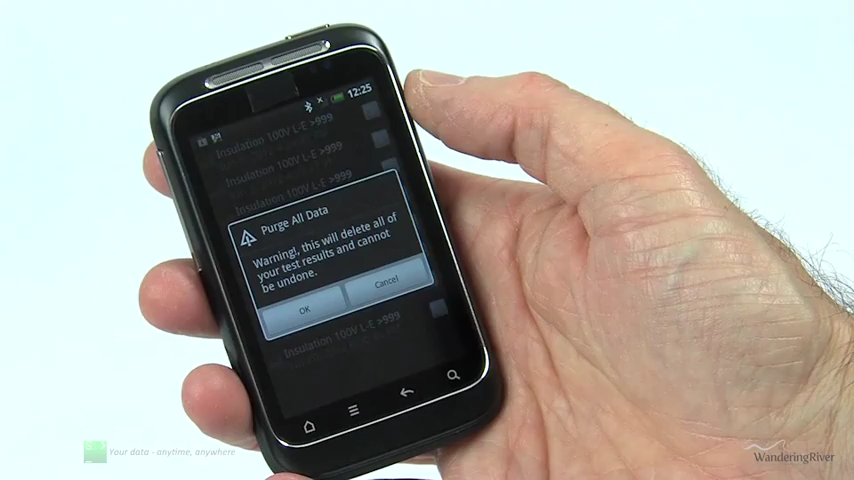 12:25
Insulation 100V L-E >999
Insulation 100V L-E >999
Insulation 100V L-E >999
Purge All Data
Warning!, this will delete all of
your test results and cannot
be undone.
OK
Cancel
Insulation 100V L-E >999
Your data - anytime, anywhere
WanderingRiver